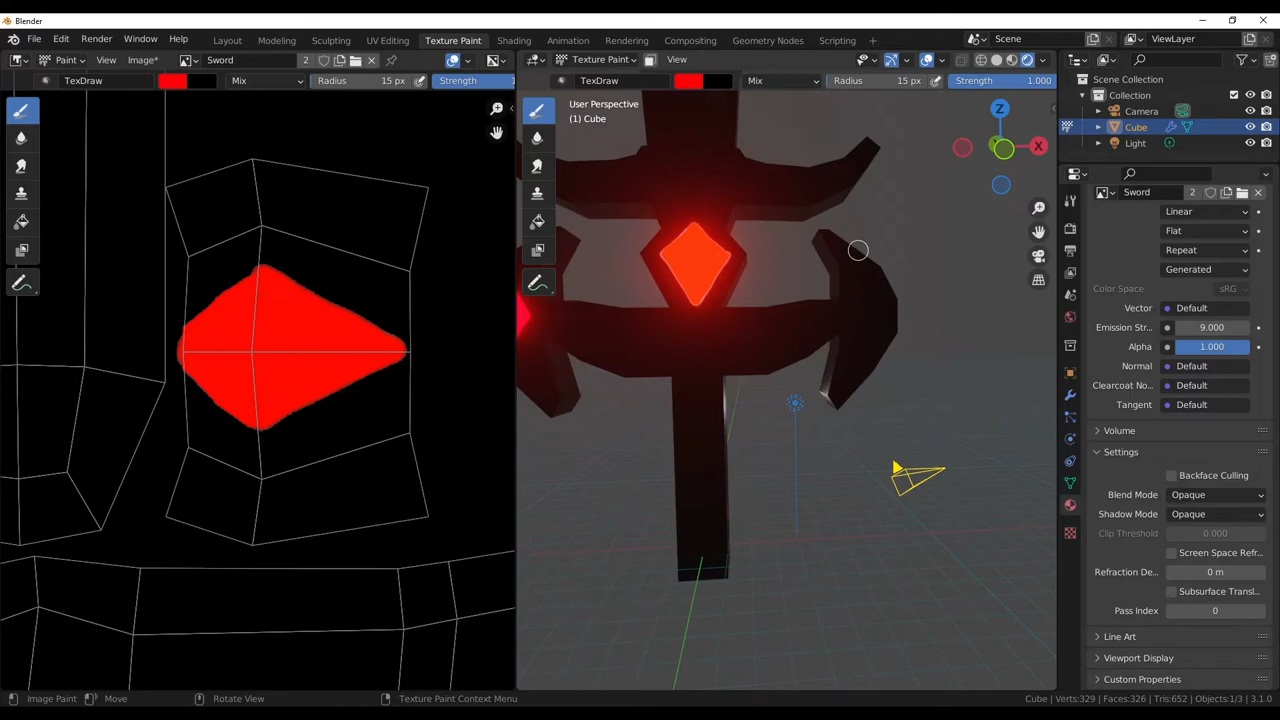 Blender
File Edit Render Window Help
Layout Modeling Sculpting UV Editing Texture Paint Shading Animation Rendering Compositing Geometry Nodes Scripting
Scene ViewLayer
Paint View Image* Sword 2
Texture Paint View
TexDraw Mix Radius 15 px Strength 1
TexDraw Mix Radius 15 px Strength 1.000
User Perspective
(1) Cube
Z
X
Scene Collection
Collection
Camera
Cube
Light
Sword 2
Linear
Flat
Repeat
Generated
Color Space sRG
Vector Default
Emission Str... 9.000
Alpha 1.000
Normal Default
Clearcoat No... Default
Tangent Default
Volume
Settings
Backface Culling
Blend Mode Opaque
Shadow Mode Opaque
Clip Threshold 0.000
Screen Space Refr...
Refraction De... 0 m
Subsurface Transl...
Pass Index 0
Line Art
Viewport Display
Custom Properties
Image Paint Move Rotate View Texture Paint Context Menu Cube | Verts:329 | Faces:326 | Tris:652 | Objects:1/3 | 3.1.0